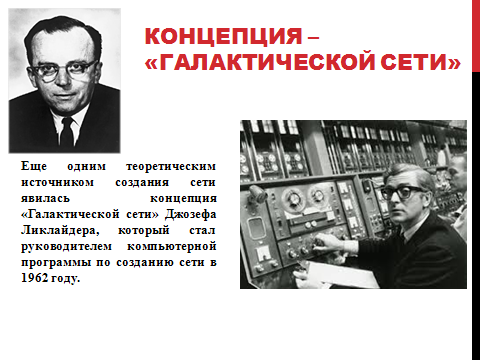 КОНЦЕПЦИЯ –
«ГАЛАКТИЧЕСКОЙ СЕТИ»
Еще одним теоретическим
источником создания сети
явилась концепция
«Галактической сети» Джозефа
Ликлайдера, который стал
руководителем компьютерной
программы по созданию сети в
1962 году.